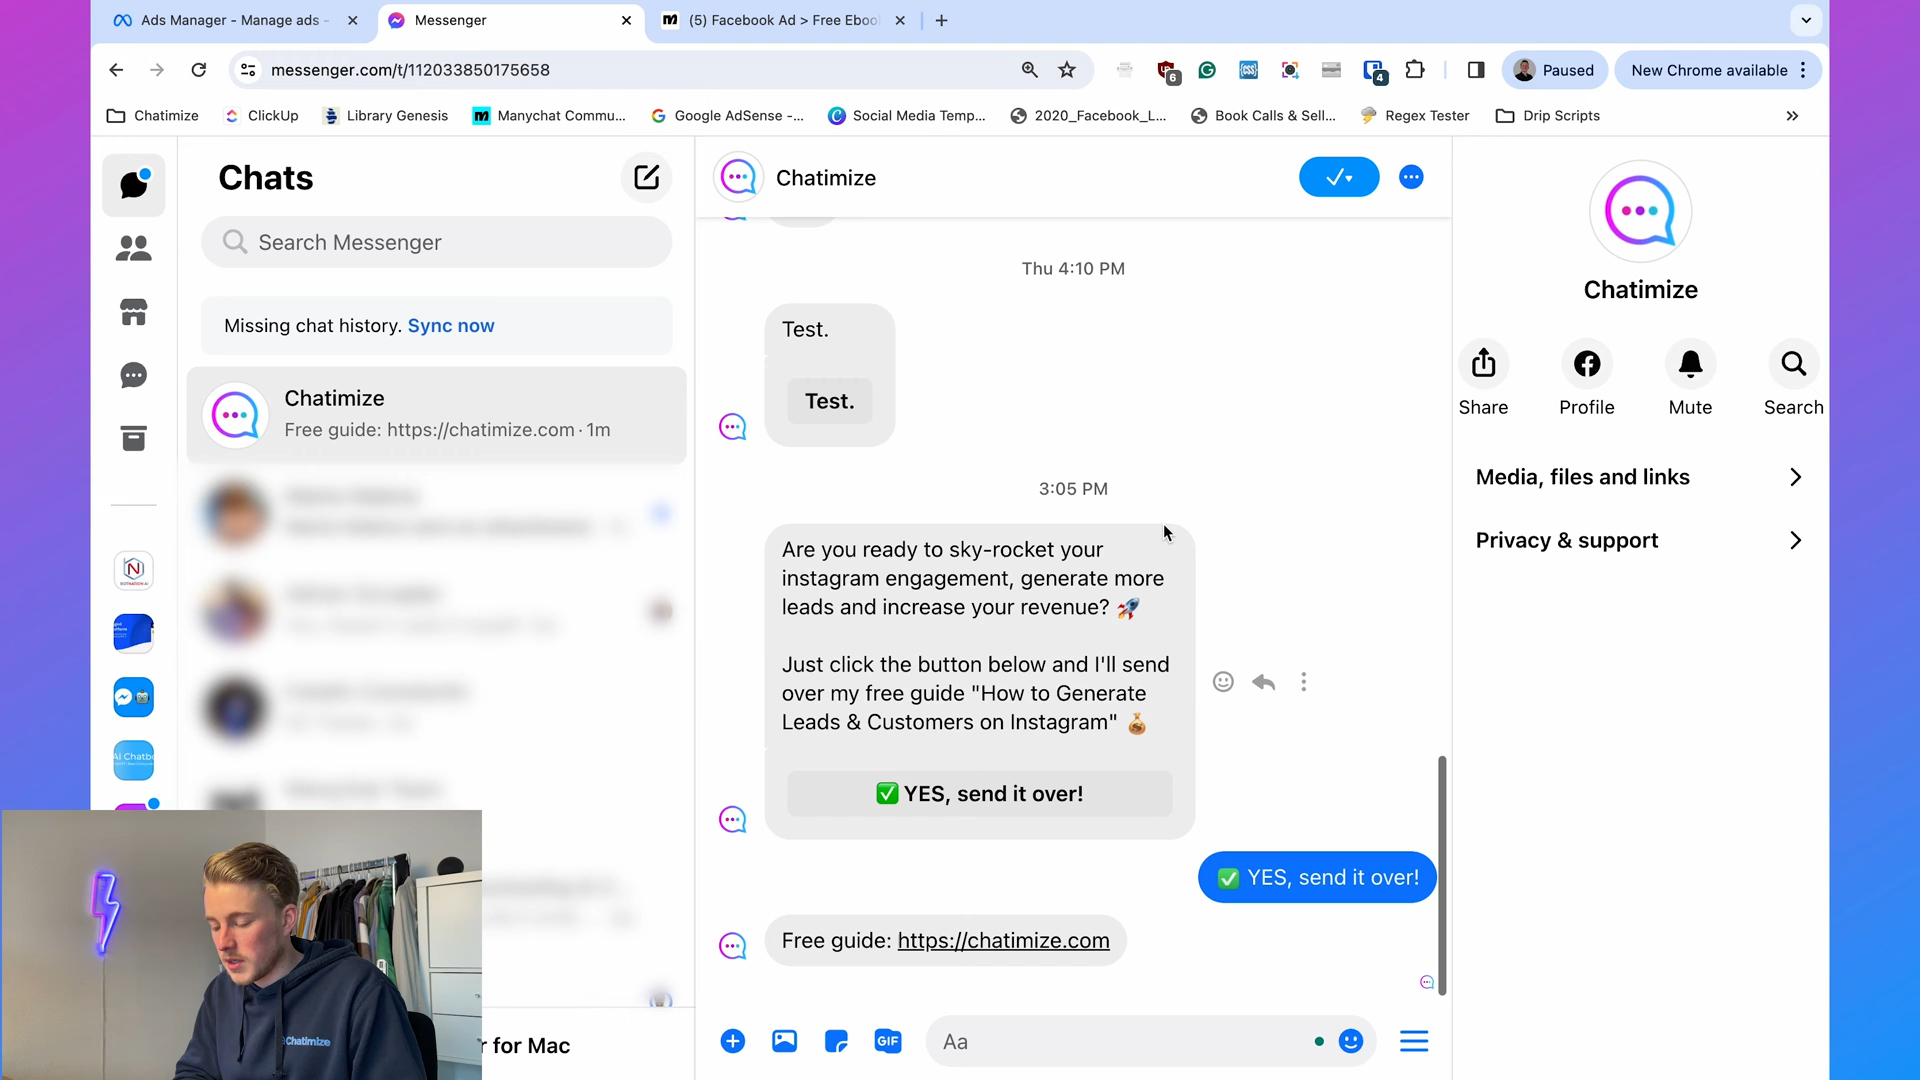 Ads Manager - Manage ads -
Messenger
(5) Facebook Ad > Free Eboo
messenger.com/t/112033850175658
6
4
Paused
New Chrome available
Chatimize
ClickUp
Library Genesis
Manychat Commu...
Google AdSense -...
Social Media Temp...
2020_Facebook_L...
Book Calls & Sell...
Regex Tester
Drip Scripts
Chats
Search Messenger
Missing chat history. Sync now
Chatimize
Free guide: https://chatimize.com · 1m
AI Chatb
r for Mac
Chatimize
Chatimize
Thu 4:10 PM
Test.
Test.
3:05 PM
Are you ready to sky-rocket your
instagram engagement, generate more
leads and increase your revenue? 🚀
Just click the button below and I'll send
over my free guide "How to Generate
Leads & Customers on Instagram" 💰
✅ YES, send it over!
✅ YES, send it over!
Free guide: https://chatimize.com
GIF
Aa
Chatimize
Share
Profile
Mute
Search
Media, files and links
Privacy & support